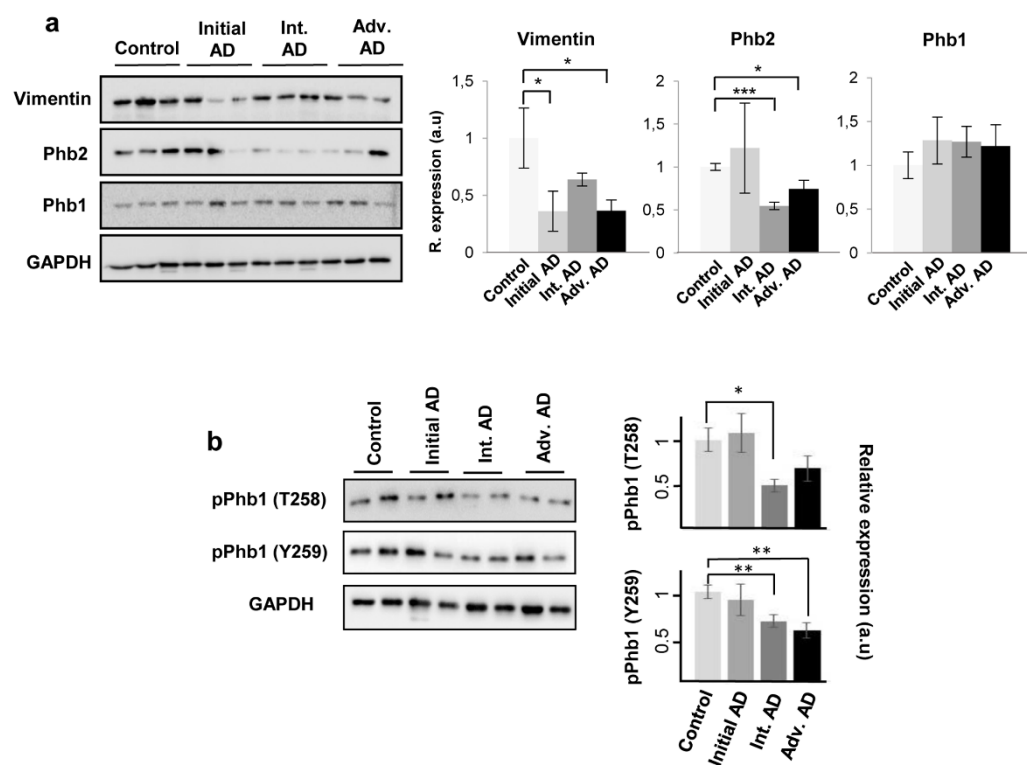 a
Control
Initial
AD
Int.
AD
Adv.
AD
Vimentin
Phb2
Phb1
GAPDH
Vimentin
R. expression (a.u)
1,5
1
0,5
0
*
*
Control
Initial AD
Int. AD
Adv. AD
Phb2
2
1,5
1
0,5
0
***
*
Control
Initial AD
Int. AD
Adv. AD
Phb1
2
1,5
1
0,5
0
Control
Initial AD
Int. AD
Adv. AD
b
Control
Initial AD
Int. AD
Adv. AD
pPhb1 (T258)
pPhb1 (Y259)
GAPDH
pPhb1 (T258)
1
0.5
*
pPhb1 (Y259)
1
0.5
**
**
Control
Initial AD
Int. AD
Adv. AD
Relative expression (a.u)